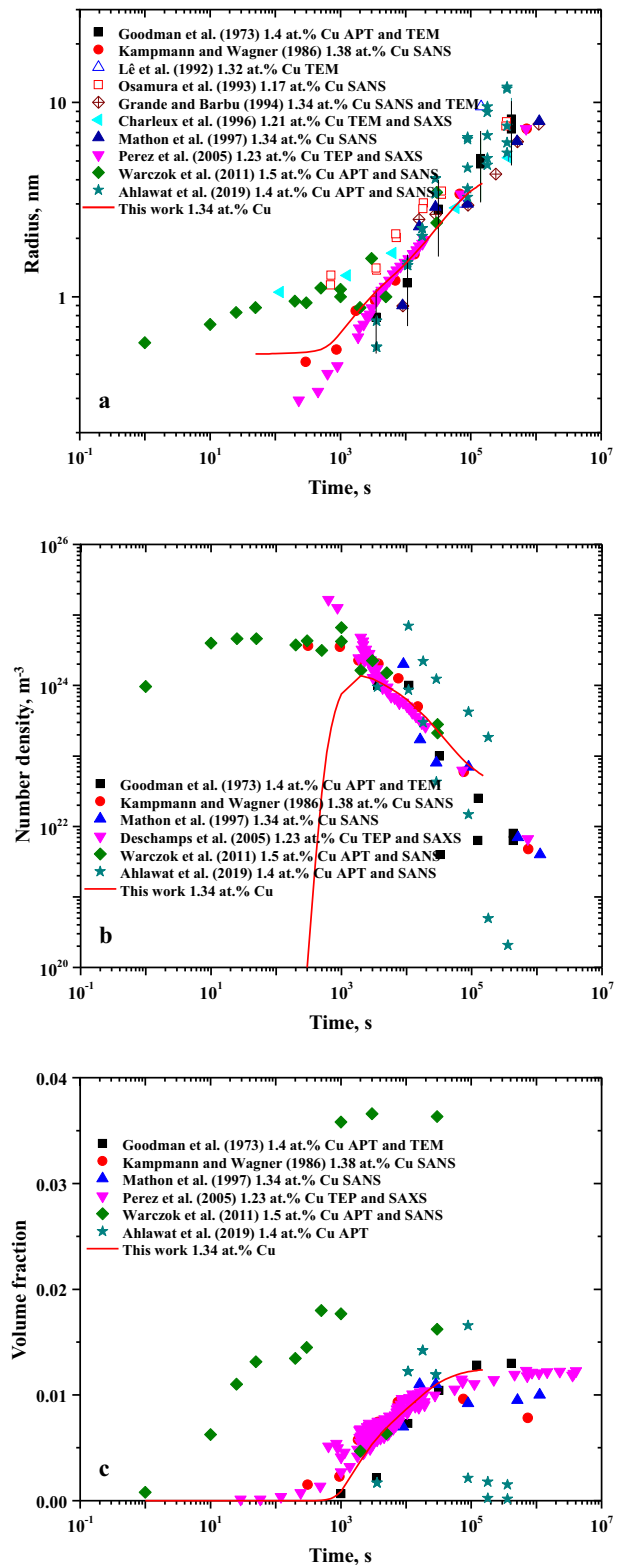 Goodman et al. (1973) 1.4 at.% Cu APT and TEM
Kampmann and Wagner (1986) 1.38 at.% Cu SANS
Lê et al. (1992) 1.32 at.% Cu TEM
Osamura et al. (1993) 1.17 at.% Cu SANS
Grande and Barbu (1994) 1.34 at.% Cu SANS and TEM
Charleux et al. (1996) 1.21 at.% Cu TEM and SAXS
Mathon et al. (1997) 1.34 at.% Cu SANS
Perez et al. (2005) 1.23 at.% Cu TEP and SAXS
Warczok et al. (2011) 1.5 at.% Cu APT and SANS
Ahlawat et al. (2019) 1.4 at.% Cu APT and SANS
This work 1.34 at.% Cu
10
1
Radius, nm
a
10⁻¹ 10¹ 10³ 10⁵ 10⁷
Time, s
10²⁶
10²⁴
10²²
10²⁰
Number density, m⁻³
Goodman et al. (1973) 1.4 at.% Cu APT and TEM
Kampmann and Wagner (1986) 1.38 at.% Cu SANS
Mathon et al. (1997) 1.34 at.% Cu SANS
Deschamps et al. (2005) 1.23 at.% Cu TEP and SAXS
Warczok et al. (2011) 1.5 at.% Cu APT and SANS
Ahlawat et al. (2019) 1.4 at.% Cu APT and SANS
This work 1.34 at.% Cu
b
10⁻¹ 10¹ 10³ 10⁵ 10⁷
Time, s
0.04
0.03
0.02
0.01
0.00
Volume fraction
Goodman et al. (1973) 1.4 at.% Cu APT and TEM
Kampmann and Wagner (1986) 1.38 at.% Cu SANS
Mathon et al. (1997) 1.34 at.% Cu SANS
Perez et al. (2005) 1.23 at.% Cu TEP and SAXS
Warczok et al. (2011) 1.5 at.% Cu APT and SANS
Ahlawat et al. (2019) 1.4 at.% Cu APT
This work 1.34 at.% Cu
c
10⁻¹ 10¹ 10³ 10⁵ 10⁷
Time, s